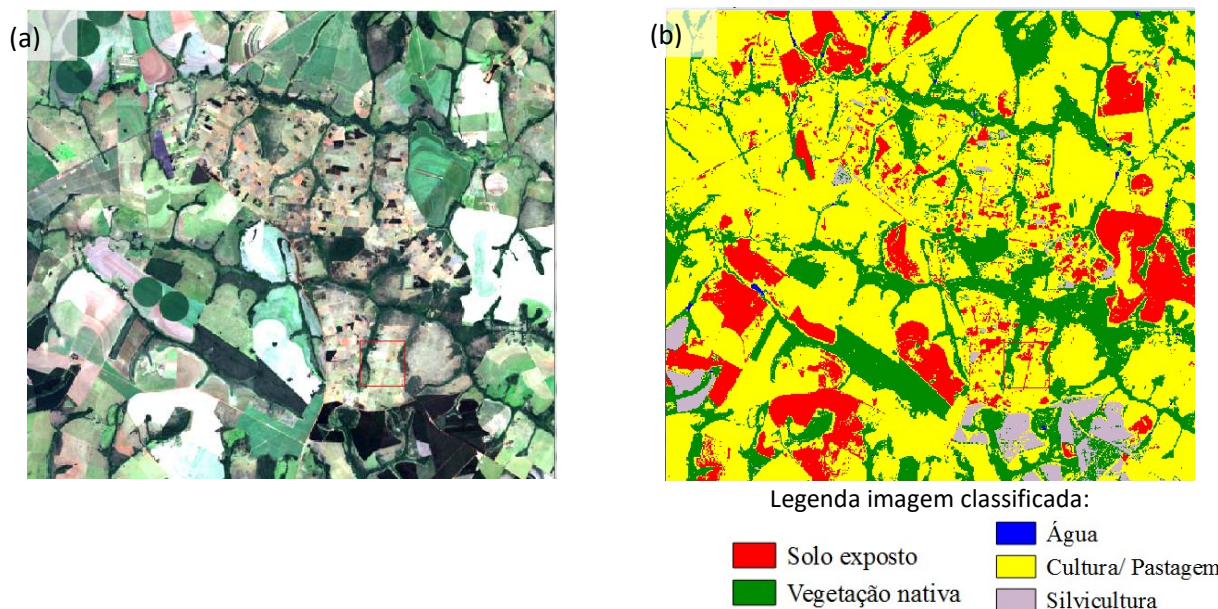 (a)
(b)
Legenda imagem classificada:
Solo exposto
Vegetação nativa
Água
Cultura/ Pastagem
Silvicultura